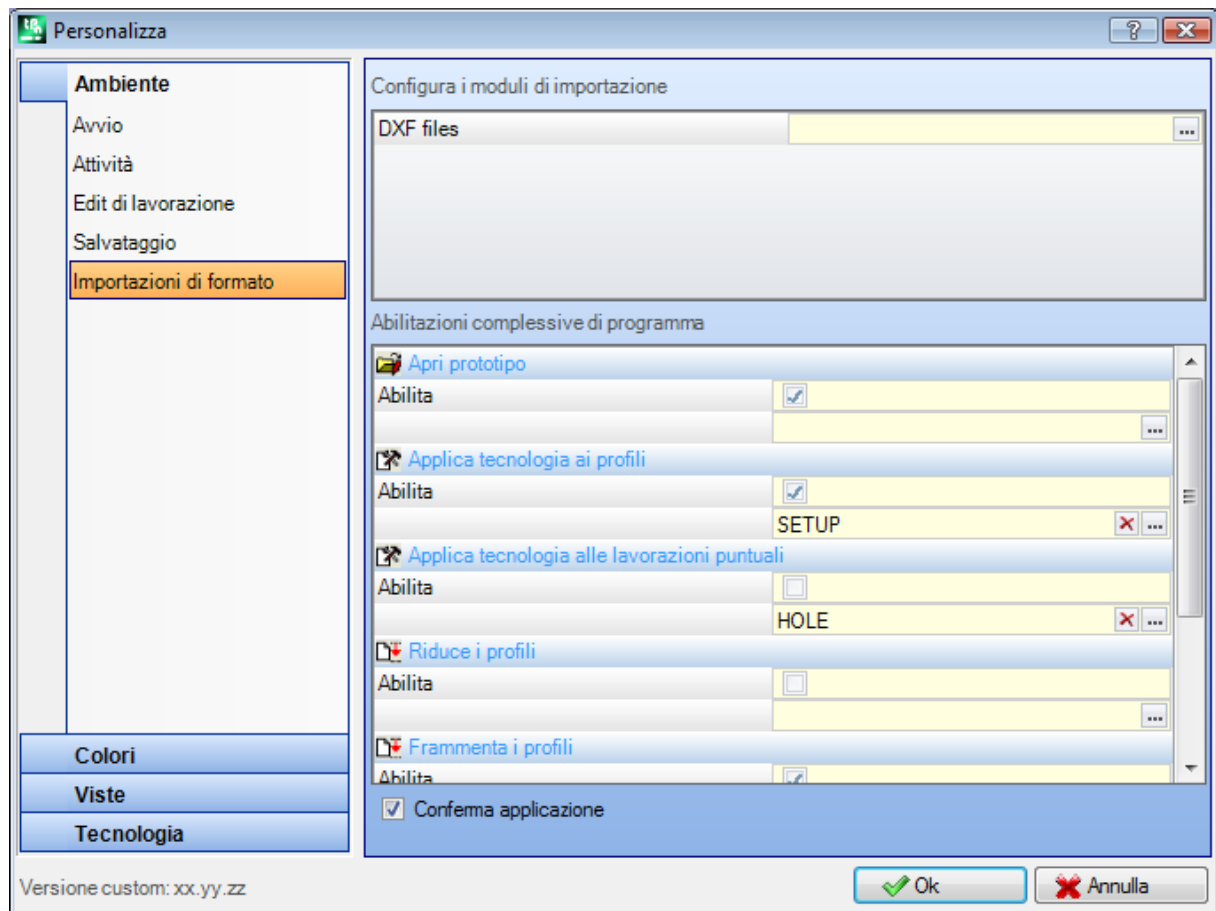 Personalizza
Ambiente
Avvio
Attività
Edit di lavorazione
Salvataggio
Importazioni di formato
Colori
Viste
Tecnologia
Configura i moduli di importazione
DXF files
...
Abilitazioni complessive di programma
Apri prototipo
Abilita
...
Applica tecnologia ai profili
Abilita
SETUP ...
Applica tecnologia alle lavorazioni puntuali
Abilita
HOLE ...
Riduce i profili
Abilita
...
Frammenta i profili
Abilita
Conferma applicazione
Versione custom: xx.yy.zz
Ok
Annulla